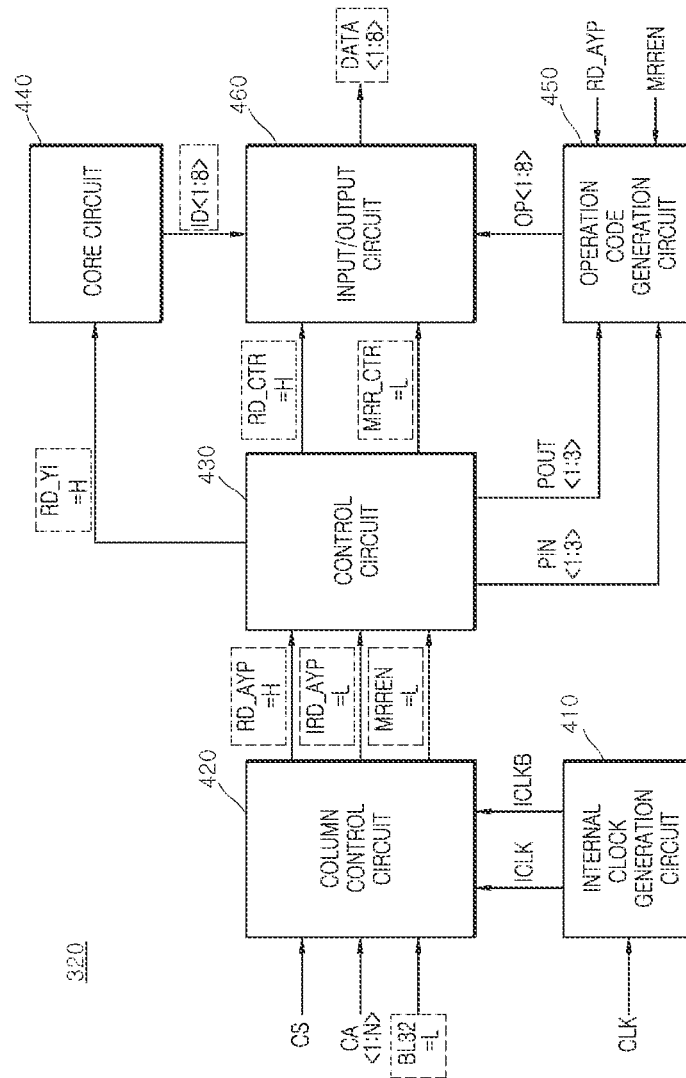 320
CS
CA
<1:N>
BL32
=L
420
COLUMN
CONTROL
CIRCUIT
CLK
410
INTERNAL
CLOCK
GENERATION
CIRCUIT
ICLK
ICLKB
RD_AYP
=H
IRD_AYP
=L
MRREN
=L
430
CONTROL
CIRCUIT
RD_YI
=H
RD_CTR
=H
MRR_CTR
=L
PIN
<1:3>
POUT
<1:3>
440
CORE CIRCUIT
ID<1:8>
460
INPUT/OUTPUT
CIRCUIT
DATA
<1:8>
OP<1:8>
450
OPERATION
CODE
GENERATION
CIRCUIT
RD_AYP
MRREN